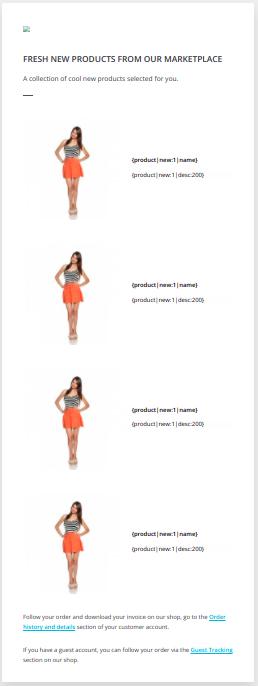 FRESH NEW PRODUCTS FROM OUR MARKETPLACE
A collection of cool new products selected for you.
{product|new:1|name}
{product|new:1|desc:200}
{product|new:1|name}
{product|new:1|desc:200}
{product|new:1|name}
{product|new:1|desc:200}
{product|new:1|name}
{product|new:1|desc:200}
Follow your order and download your invoice on our shop, go to the Order
history and details section of your customer account.
If you have a guest account, you can follow your order via the Guest Tracking
section on our shop.